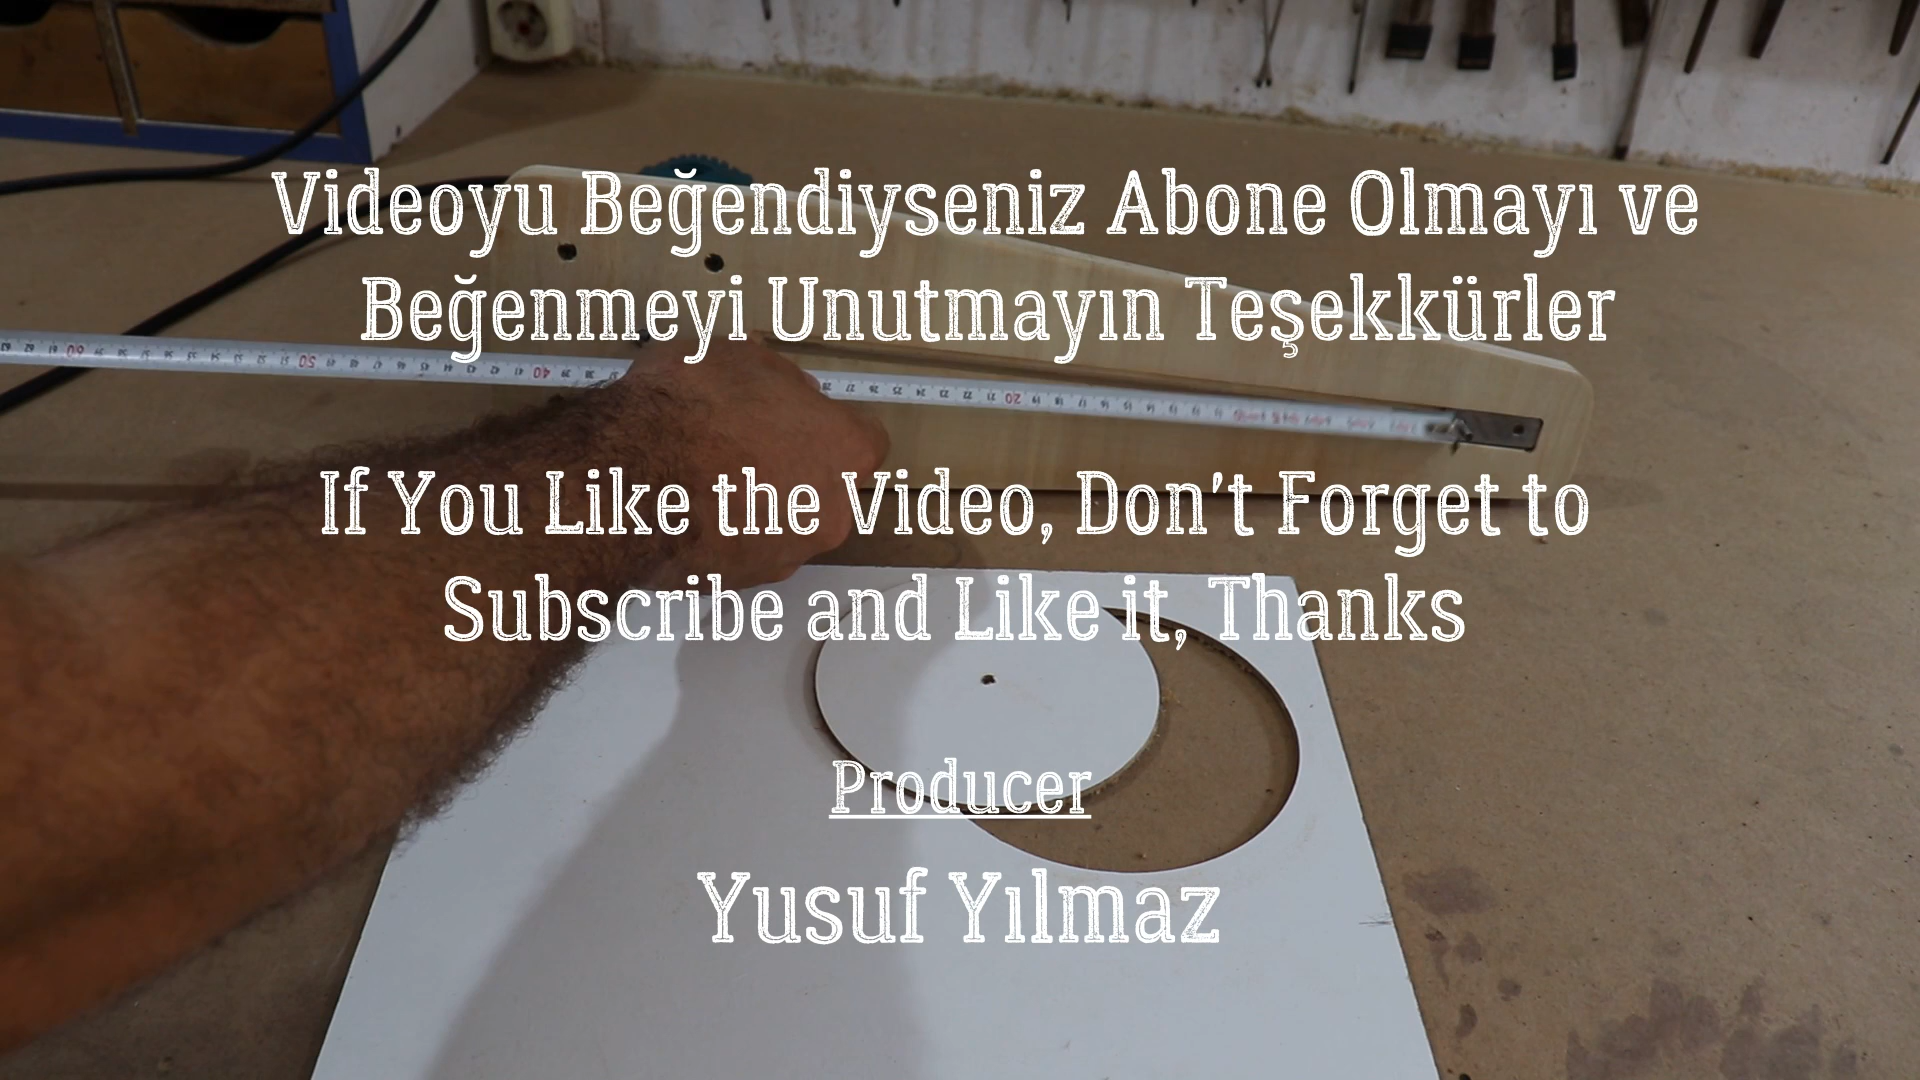 Videoyu Beğendiyseniz Abone Olmayı ve
Beğenmeyi Unutmayın Teşekkürler
If You Like the Video, Don't Forget to
Subscribe and Like it, Thanks
Producer
Yusuf Yılmaz